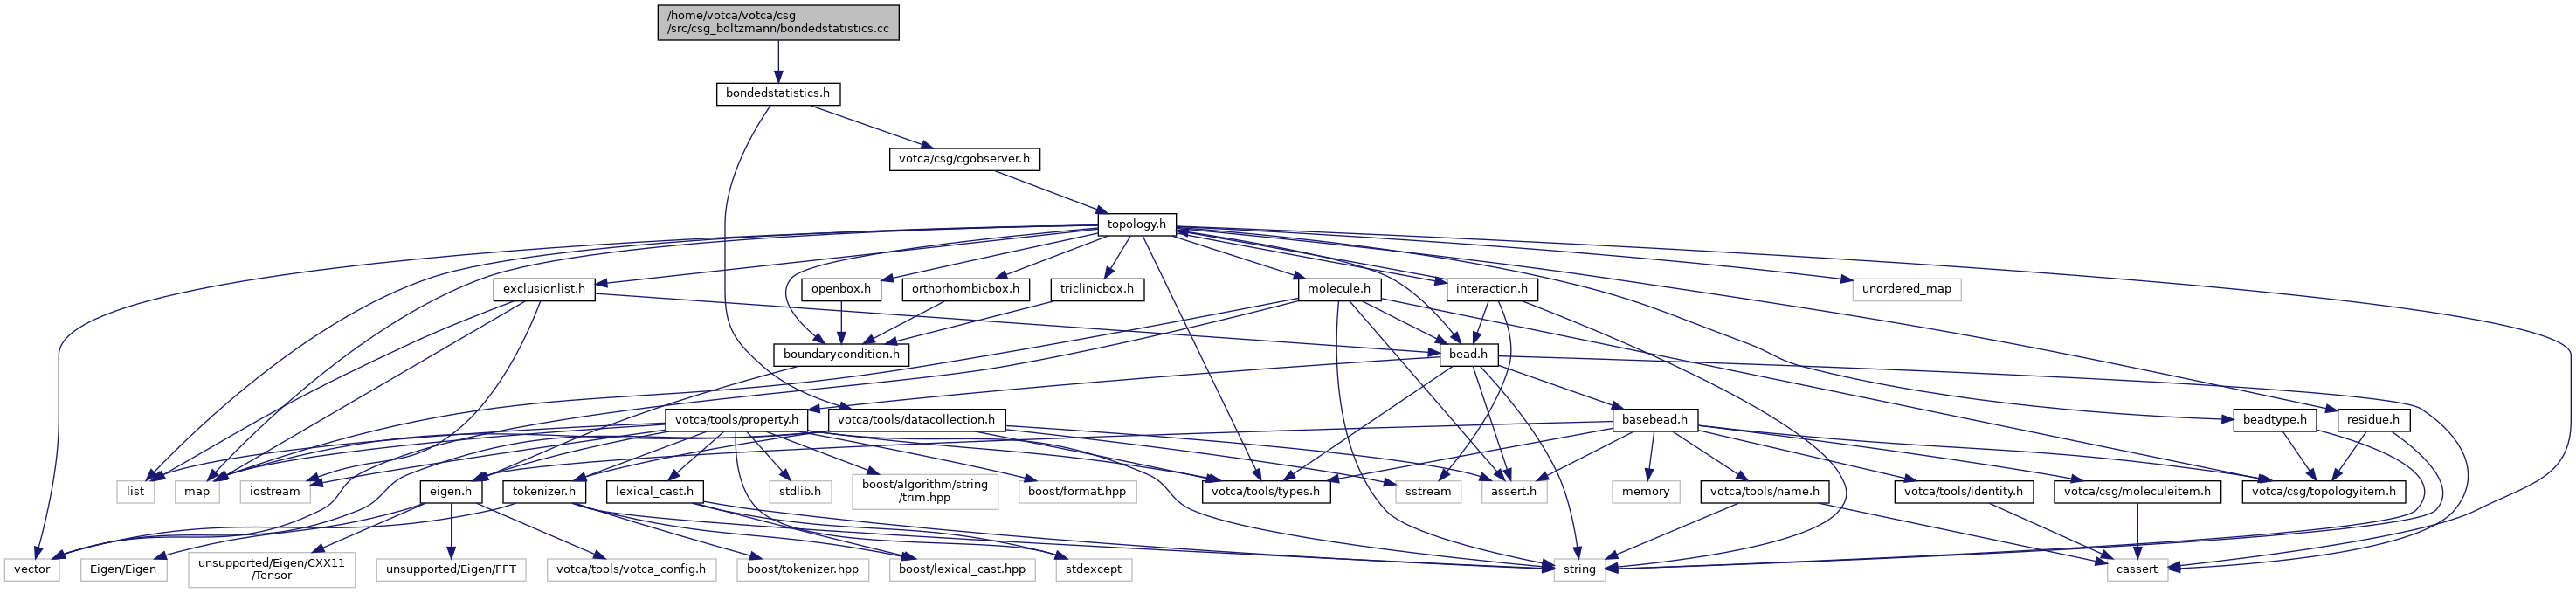 /home/votca/votca/csg
/src/csg_boltzmann/bondedstatistics.cc
bondedstatistics.h
votca/csg/cgobserver.h
topology.h
exclusionlist.h
openbox.h
orthorhombicbox.h
triclinicbox.h
molecule.h
interaction.h
unordered_map
boundarycondition.h
bead.h
votca/tools/property.h
votca/tools/datacollection.h
basebead.h
beadtype.h
residue.h
list
map
iostream
eigen.h
tokenizer.h
lexical_cast.h
stdlib.h
boost/algorithm/string
/trim.hpp
boost/format.hpp
votca/tools/types.h
sstream
assert.h
memory
votca/tools/name.h
votca/tools/identity.h
votca/csg/moleculeitem.h
votca/csg/topologyitem.h
vector
Eigen/Eigen
unsupported/Eigen/CXX11
/Tensor
unsupported/Eigen/FFT
votca/tools/votca_config.h
boost/tokenizer.hpp
boost/lexical_cast.hpp
stdexcept
string
cassert